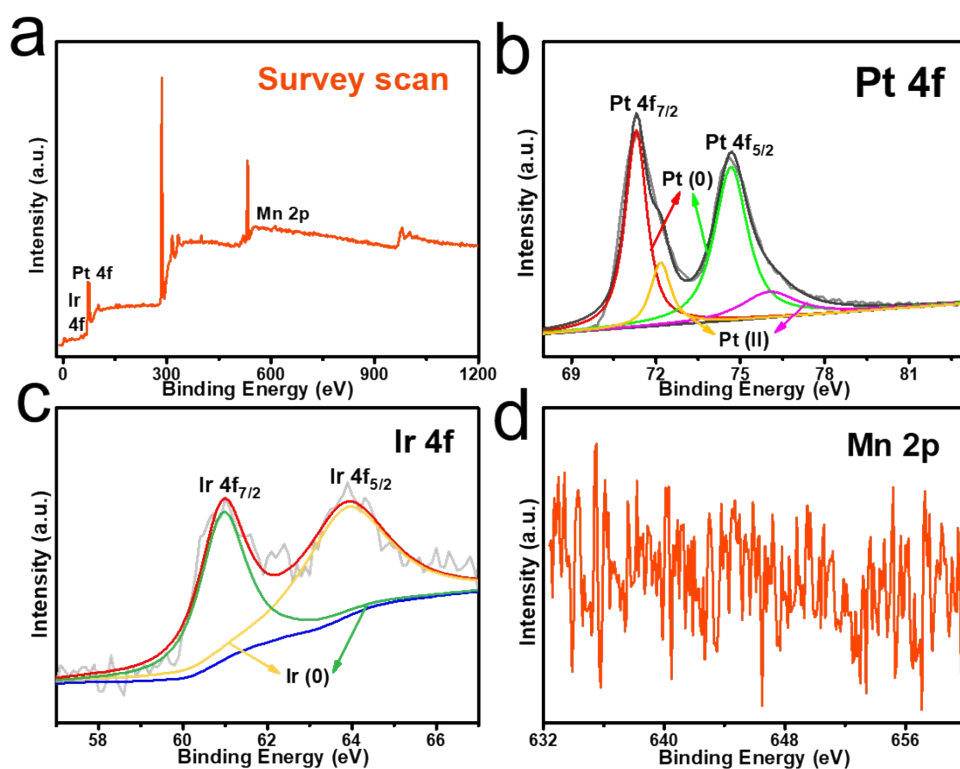 a
Survey scan
Intensity (a.u.)
Pt 4f
Ir
4f
Mn 2p
0 300 600 900 1200
Binding Energy (eV)
b
Pt 4f
Intensity (a.u.)
Pt 4f7/2
Pt 4f5/2
Pt (0)
Pt (II)
69 72 75 78 81
Binding Energy (eV)
c
Ir 4f
Intensity (a.u.)
Ir 4f7/2
Ir 4f5/2
Ir (0)
58 60 62 64 66
Binding Energy (eV)
d
Mn 2p
Intensity (a.u.)
632 640 648 656
Binding Energy (eV)